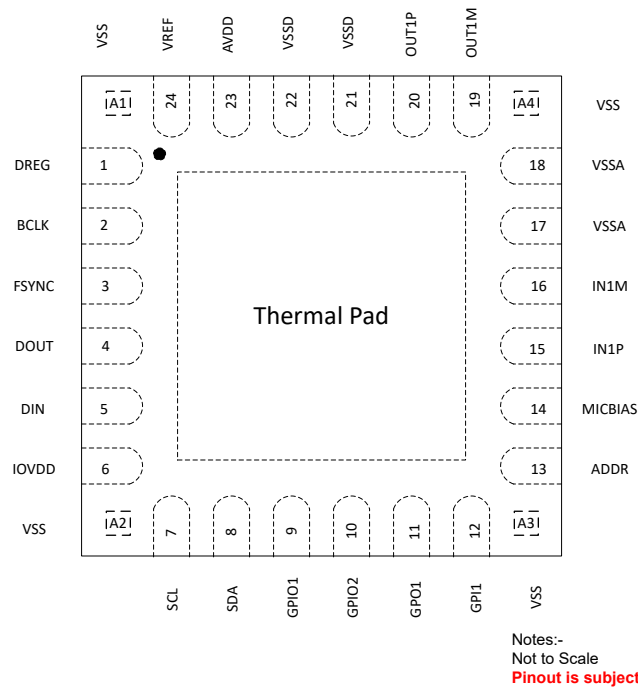 VSS
VREF
AVDD
VSSD
VSSD
OUT1P
OUT1M
A1
24
23
22
21
20
19
A4
VSS
DREG
1
18
VSSA
BCLK
2
17
VSSA
FSYNC
3
16
IN1M
Thermal Pad
DOUT
4
15
IN1P
DIN
5
14
MICBIAS
IOVDD
6
13
ADDR
VSS
A2
7
8
9
10
11
12
A3
SCL
SDA
GPIO1
GPIO2
GPO1
GPI1
VSS
Notes:-
Not to Scale
Pinout is subject